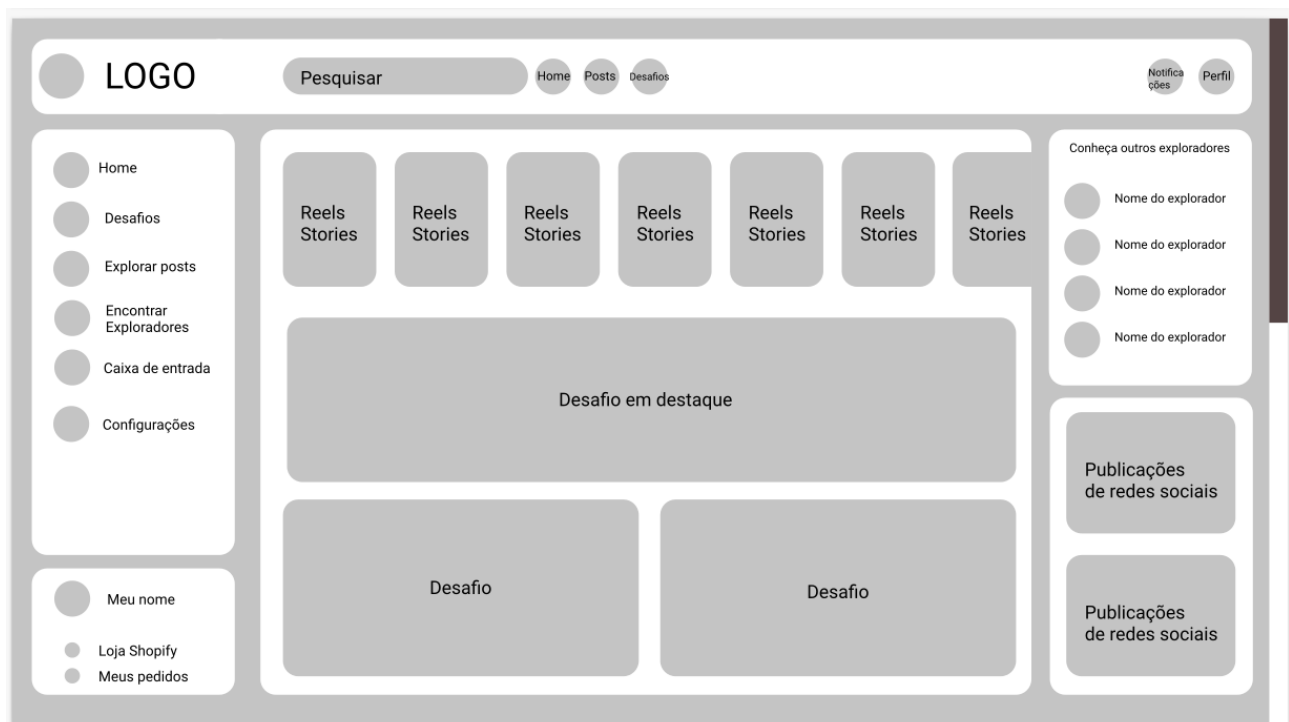 LOGO
Pesquisar
Home
Posts
Desafios
Notifica
ções
Perfil
Home
Desafios
Explorar posts
Encontrar
Exploradores
Caixa de entrada
Configurações
Meu nome
Loja Shopify
Meus pedidos
Reels
Stories
Reels
Stories
Reels
Stories
Reels
Stories
Reels
Stories
Reels
Stories
Reels
Stories
Desafio em destaque
Desafio
Desafio
Conheça outros exploradores
Nome do explorador
Nome do explorador
Nome do explorador
Nome do explorador
Publicações
de redes sociais
Publicações
de redes sociais